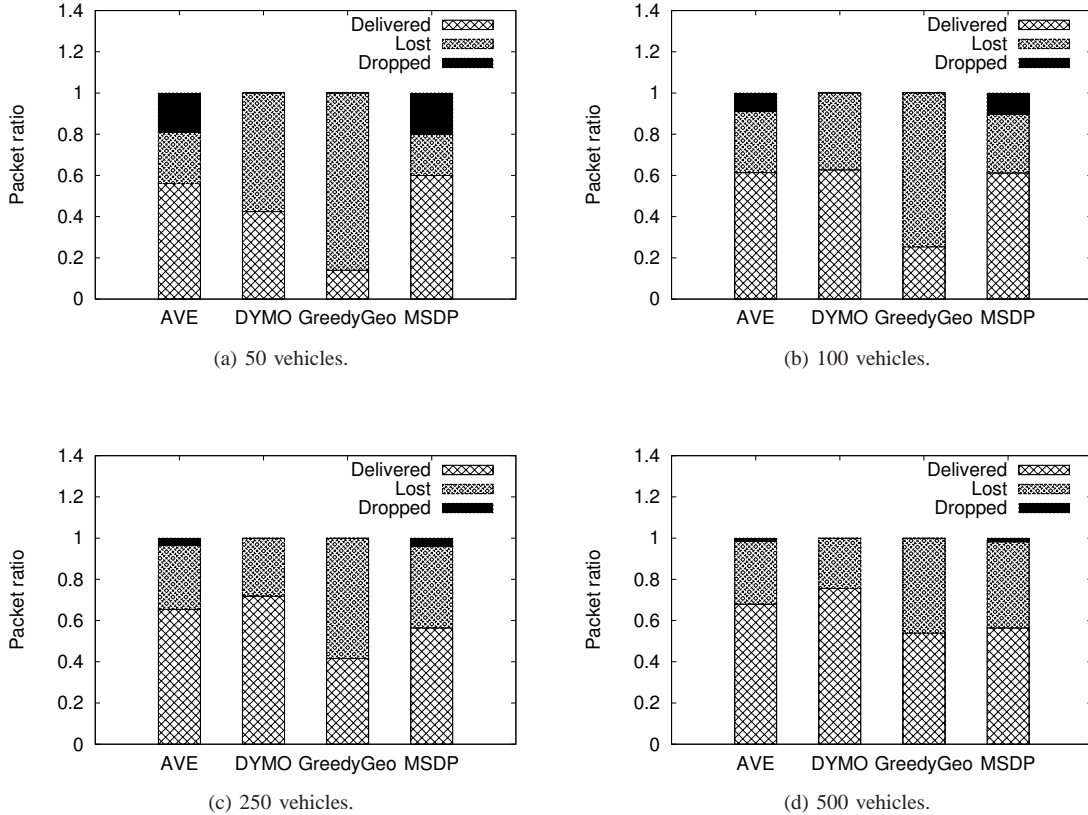 1.4
1.2
1
0.8
0.6
0.4
0.2
0
Packet ratio
Delivered
Lost
Dropped
AVE DYMO GreedyGeo MSDP
(a) 50 vehicles.
1.4
1.2
1
0.8
0.6
0.4
0.2
0
Packet ratio
Delivered
Lost
Dropped
AVE DYMO GreedyGeo MSDP
(b) 100 vehicles.
1.4
1.2
1
0.8
0.6
0.4
0.2
0
Packet ratio
Delivered
Lost
Dropped
AVE DYMO GreedyGeo MSDP
(c) 250 vehicles.
1.4
1.2
1
0.8
0.6
0.4
0.2
0
Packet ratio
Delivered
Lost
Dropped
AVE DYMO GreedyGeo MSDP
(d) 500 vehicles.